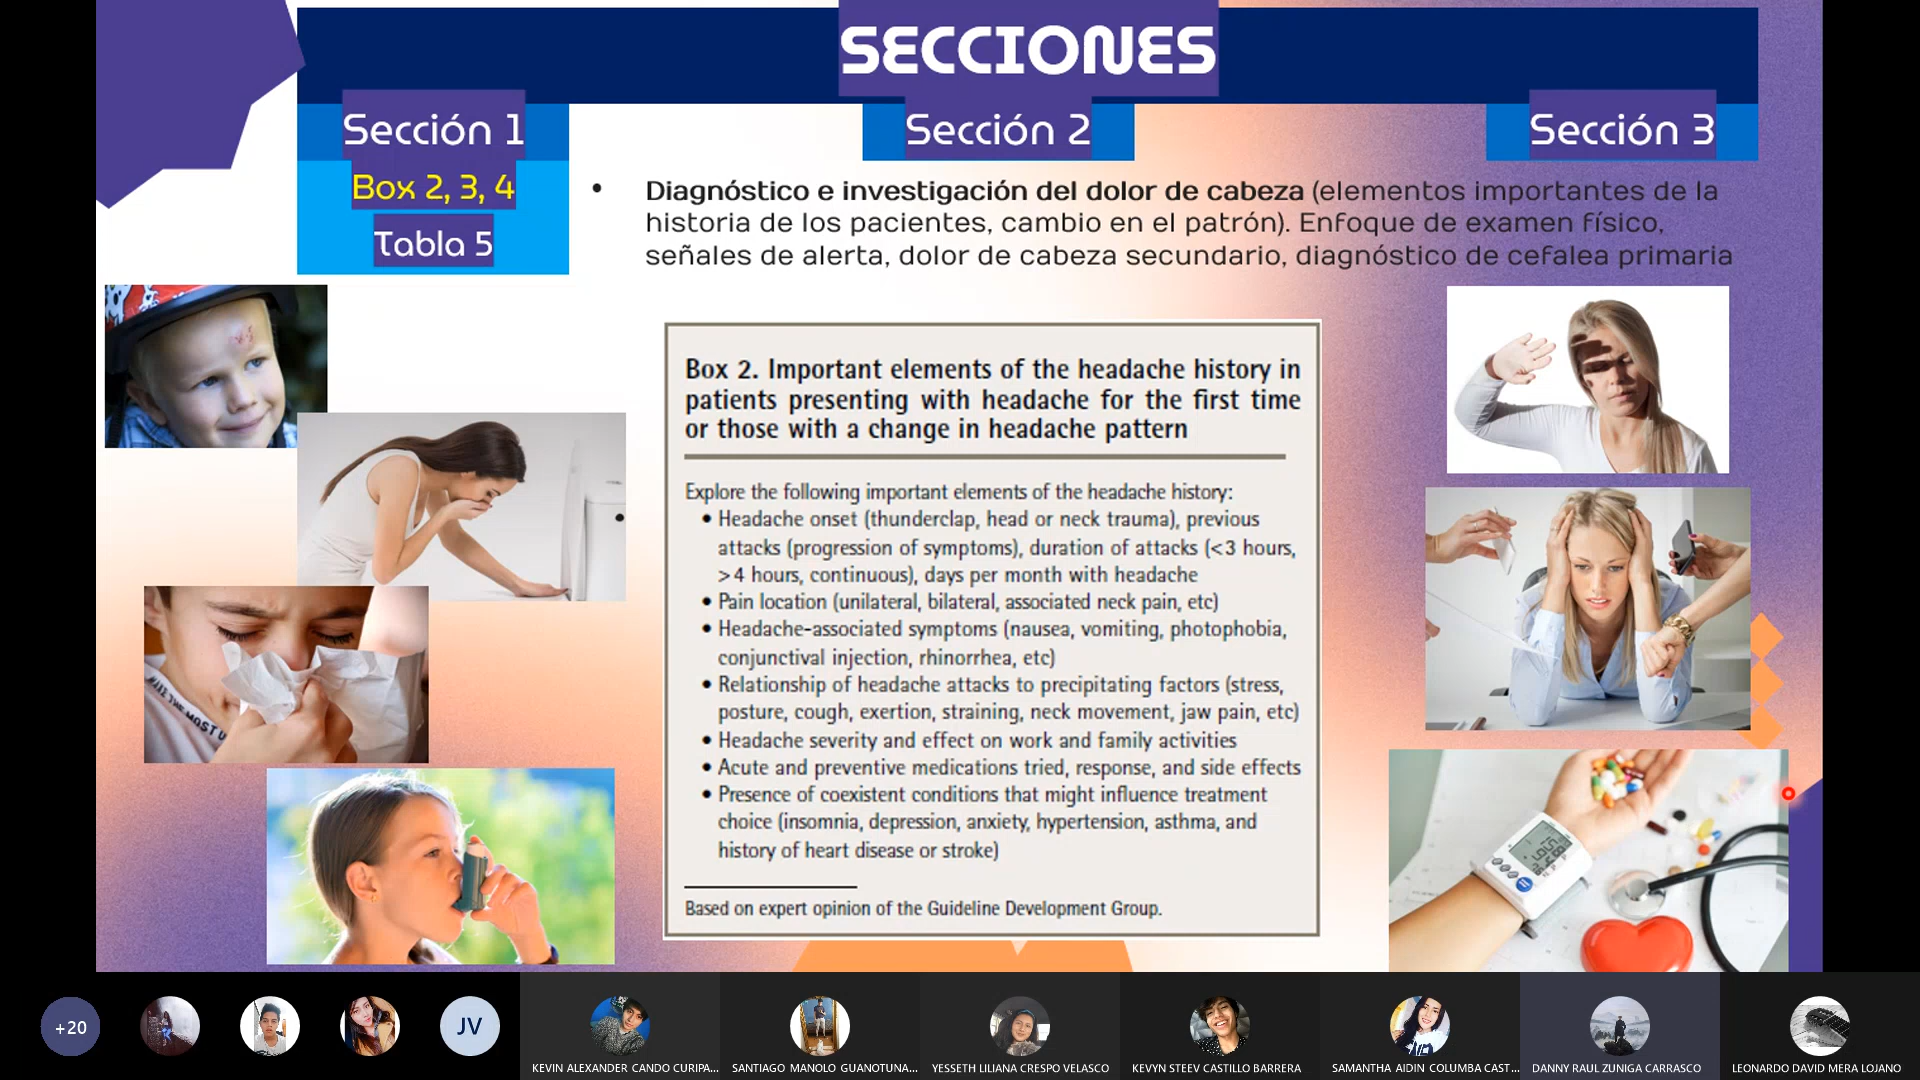 SECCIONES
Sección 1
Sección 2
Sección 3
Box 2, 3, 4
Tabla 5
• Diagnóstico e investigación del dolor de cabeza (elementos importantes de la
historia de los pacientes, cambio en el patrón). Enfoque de examen físico,
señales de alerta, dolor de cabeza secundario, diagnóstico de cefalea primaria
Box 2. Important elements of the headache history in
patients presenting with headache for the first time
or those with a change in headache pattern
Explore the following important elements of the headache history:
• Headache onset (thunderclap, head or neck trauma), previous
attacks (progression of symptoms), duration of attacks (<3 hours,
>4 hours, continuous), days per month with headache
• Pain location (unilateral, bilateral, associated neck pain, etc)
• Headache-associated symptoms (nausea, vomiting, photophobia,
conjunctival injection, rhinorrhea, etc)
• Relationship of headache attacks to precipitating factors (stress,
posture, cough, exertion, straining, neck movement, jaw pain, etc)
• Headache severity and effect on work and family activities
• Acute and preventive medications tried, response, and side effects
• Presence of coexistent conditions that might influence treatment
choice (insomnia, depression, anxiety, hypertension, asthma, and
history of heart disease or stroke)
Based on expert opinion of the Guideline Development Group.
THE MOST
+20
JV
KEVIN ALEXANDER CANDO CURIPA...
SANTIAGO MANOLO GUANOTUNA...
YESSETH LILIANA CRESPO VELASCO
KEVYN STEEV CASTILLO BARRERA
SAMANTHA AIDIN COLUMBA CAST...
DANNY RAUL ZUNIGA CARRASCO
LEONARDO DAVID MERA LOJANO